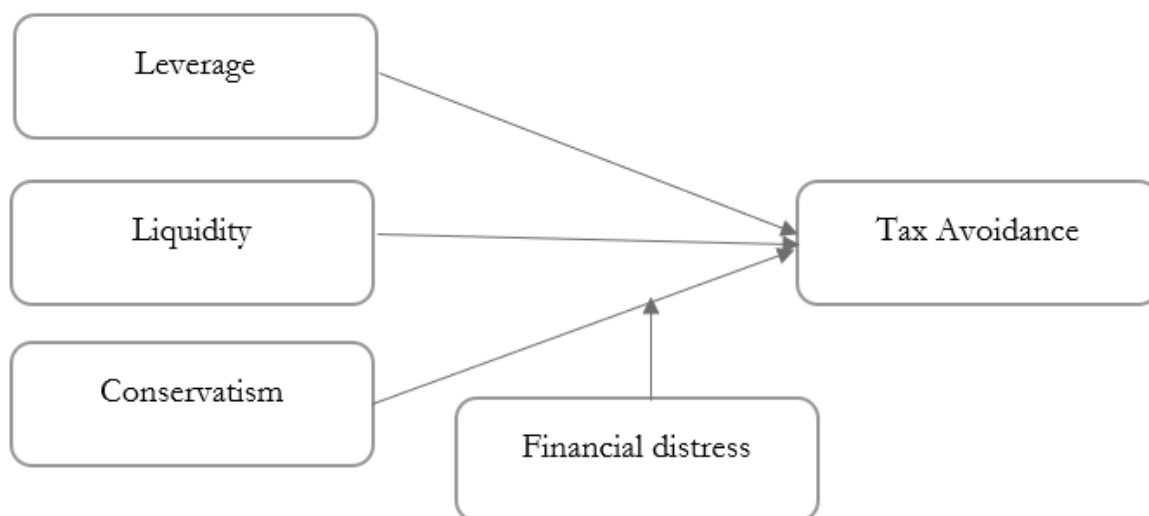 Leverage
Liquidity
Tax Avoidance
Conservatism
Financial distress